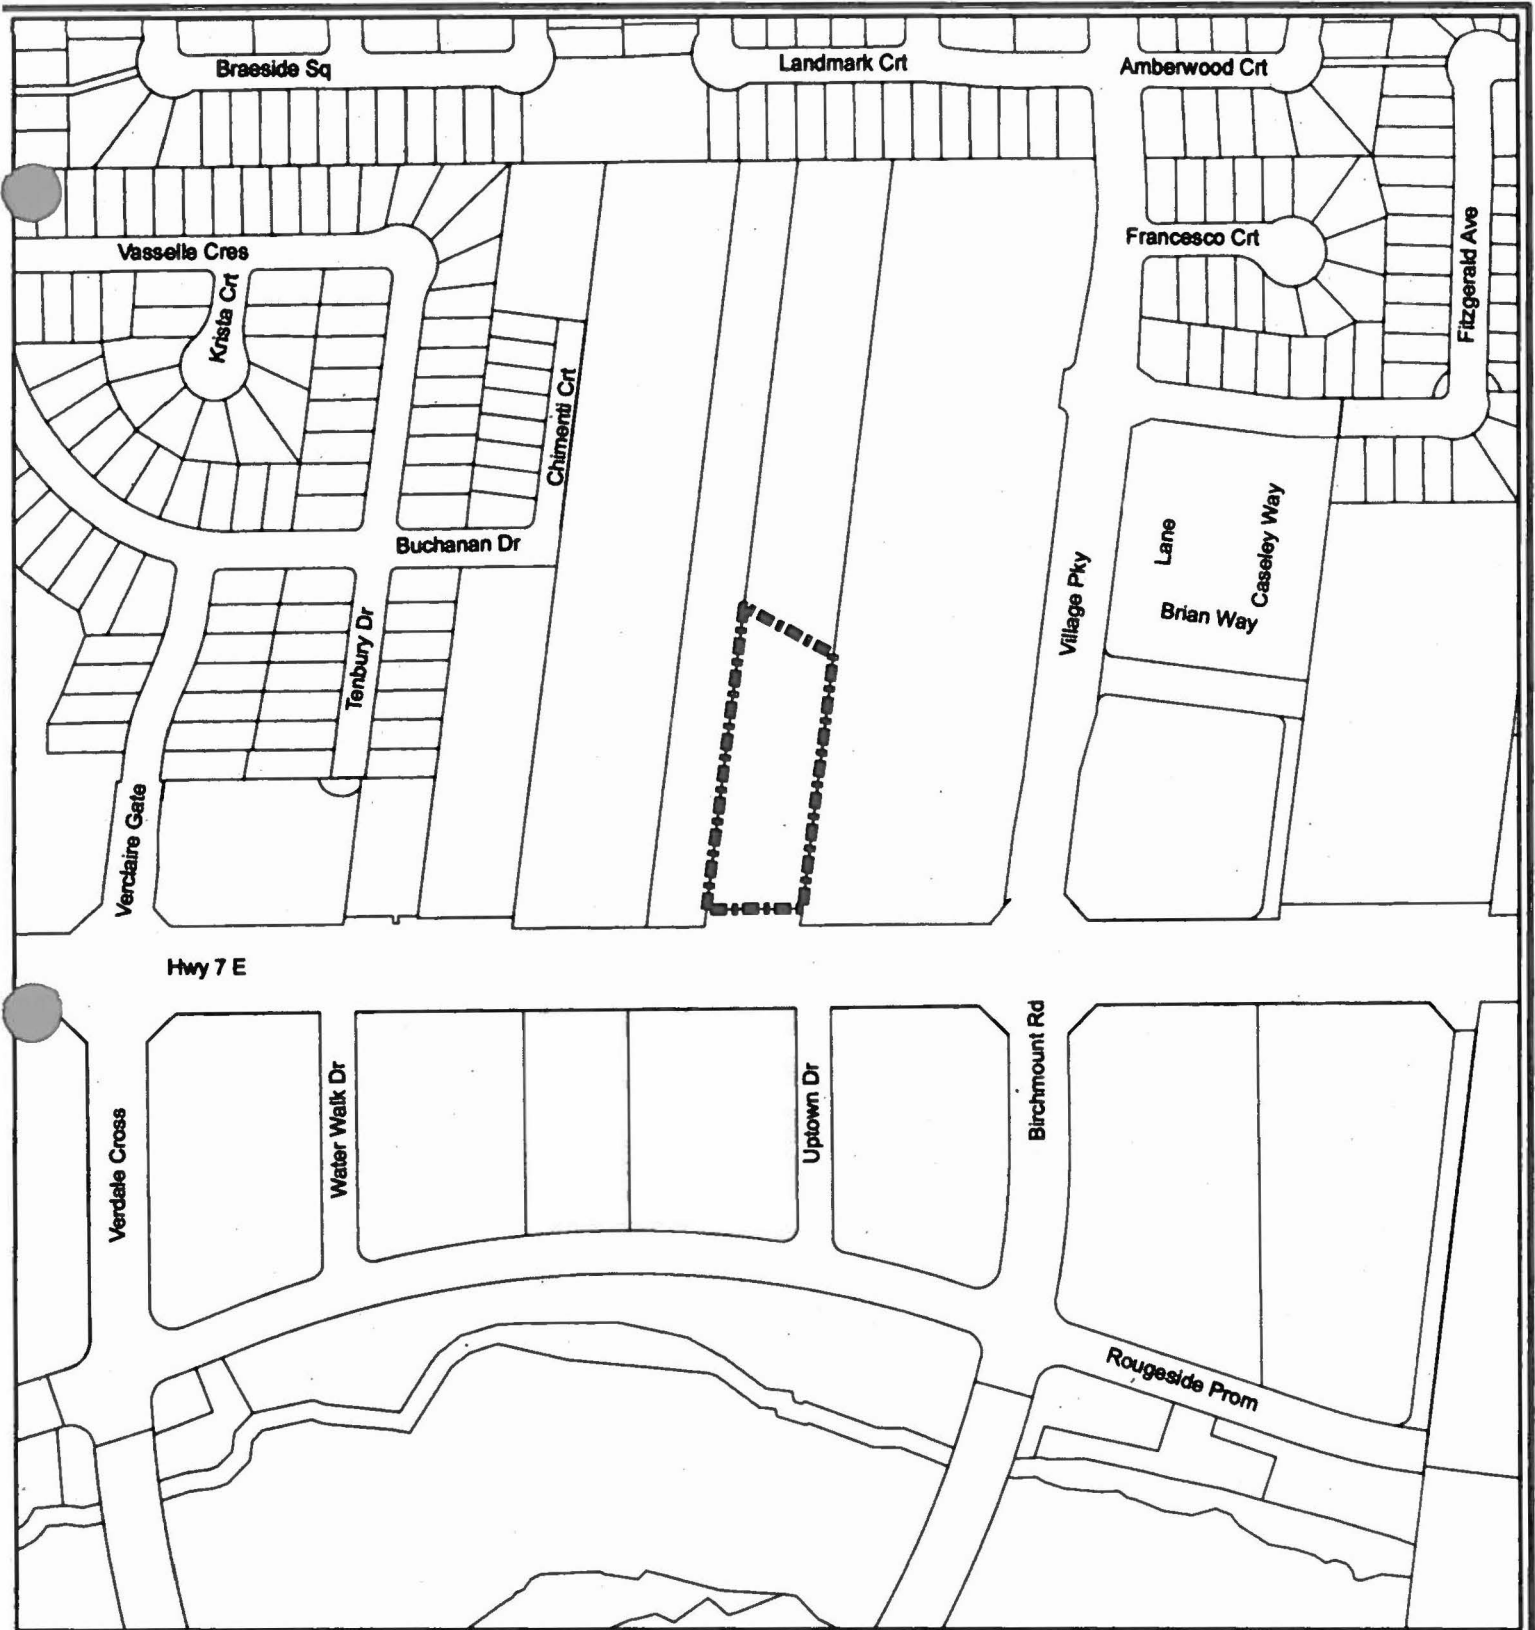 Braeside Sq
Landmark Crt
Amberwood Crt
Vasselle Cres
Francesco Crt
Fitzgerald Ave
Krista Crt
Chimenti Crt
Buchanan Dr
Lane
Caseley Way
Brian Way
Village Pky
Tenbury Dr
Verclaire Gate
Hwy 7 E
Birchmount Rd
Water Walk Dr
Uptown Dr
Verdale Cross
Rougeside Prom